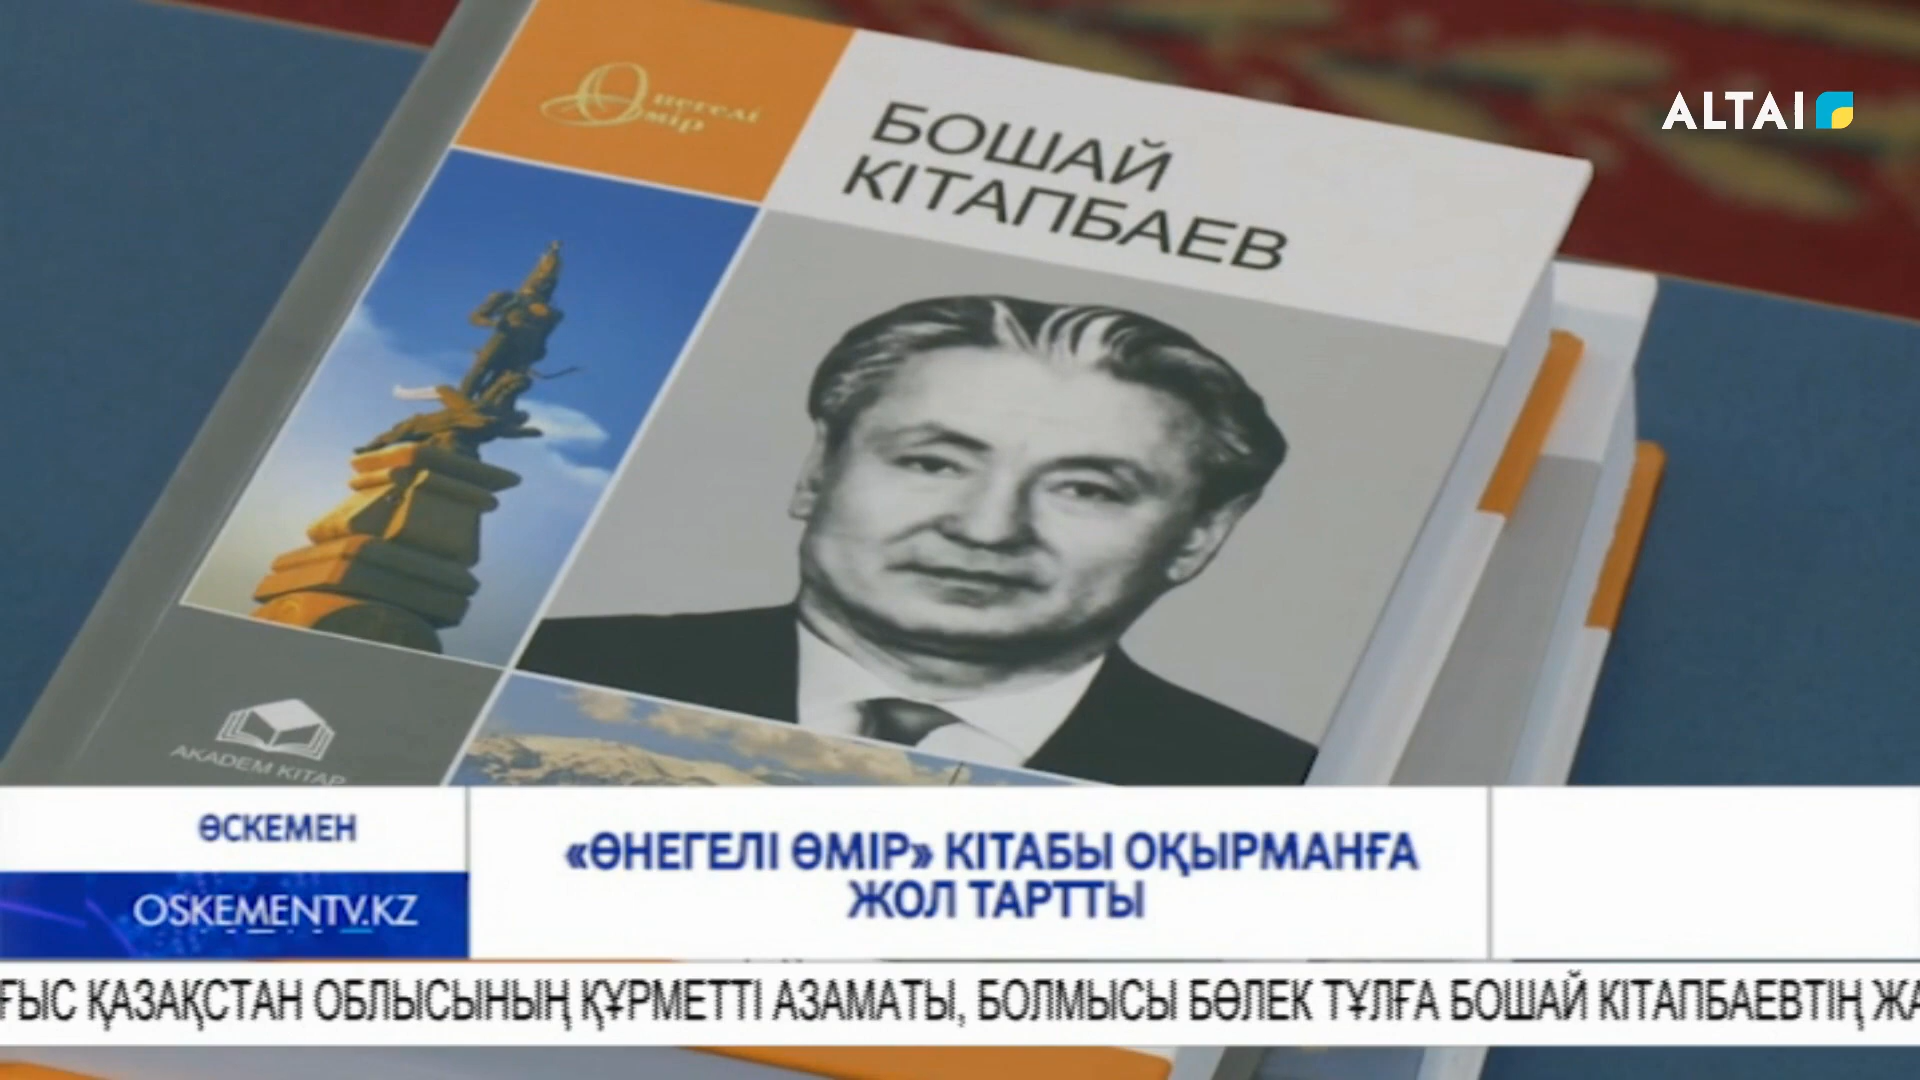 ALTAI
Өнегелі
өмір
БОШАЙ
КІТАПБАЕВ
AKADEM KITAP
ӨСКЕМЕН
OSKEMENTV.KZ
«ӨНЕГЕЛІ ӨМІР» КІТАБЫ ОҚЫРМАНҒА
ЖОЛ ТАРТТЫ
ҒЫС ҚАЗАҚСТАН ОБЛЫСЫНЫҢ ҚҰРМЕТТІ АЗАМАТЫ, БОЛМЫСЫ БӨЛЕК ТҰЛҒА БОШАЙ КІТАПБАЕВТІҢ ЖА